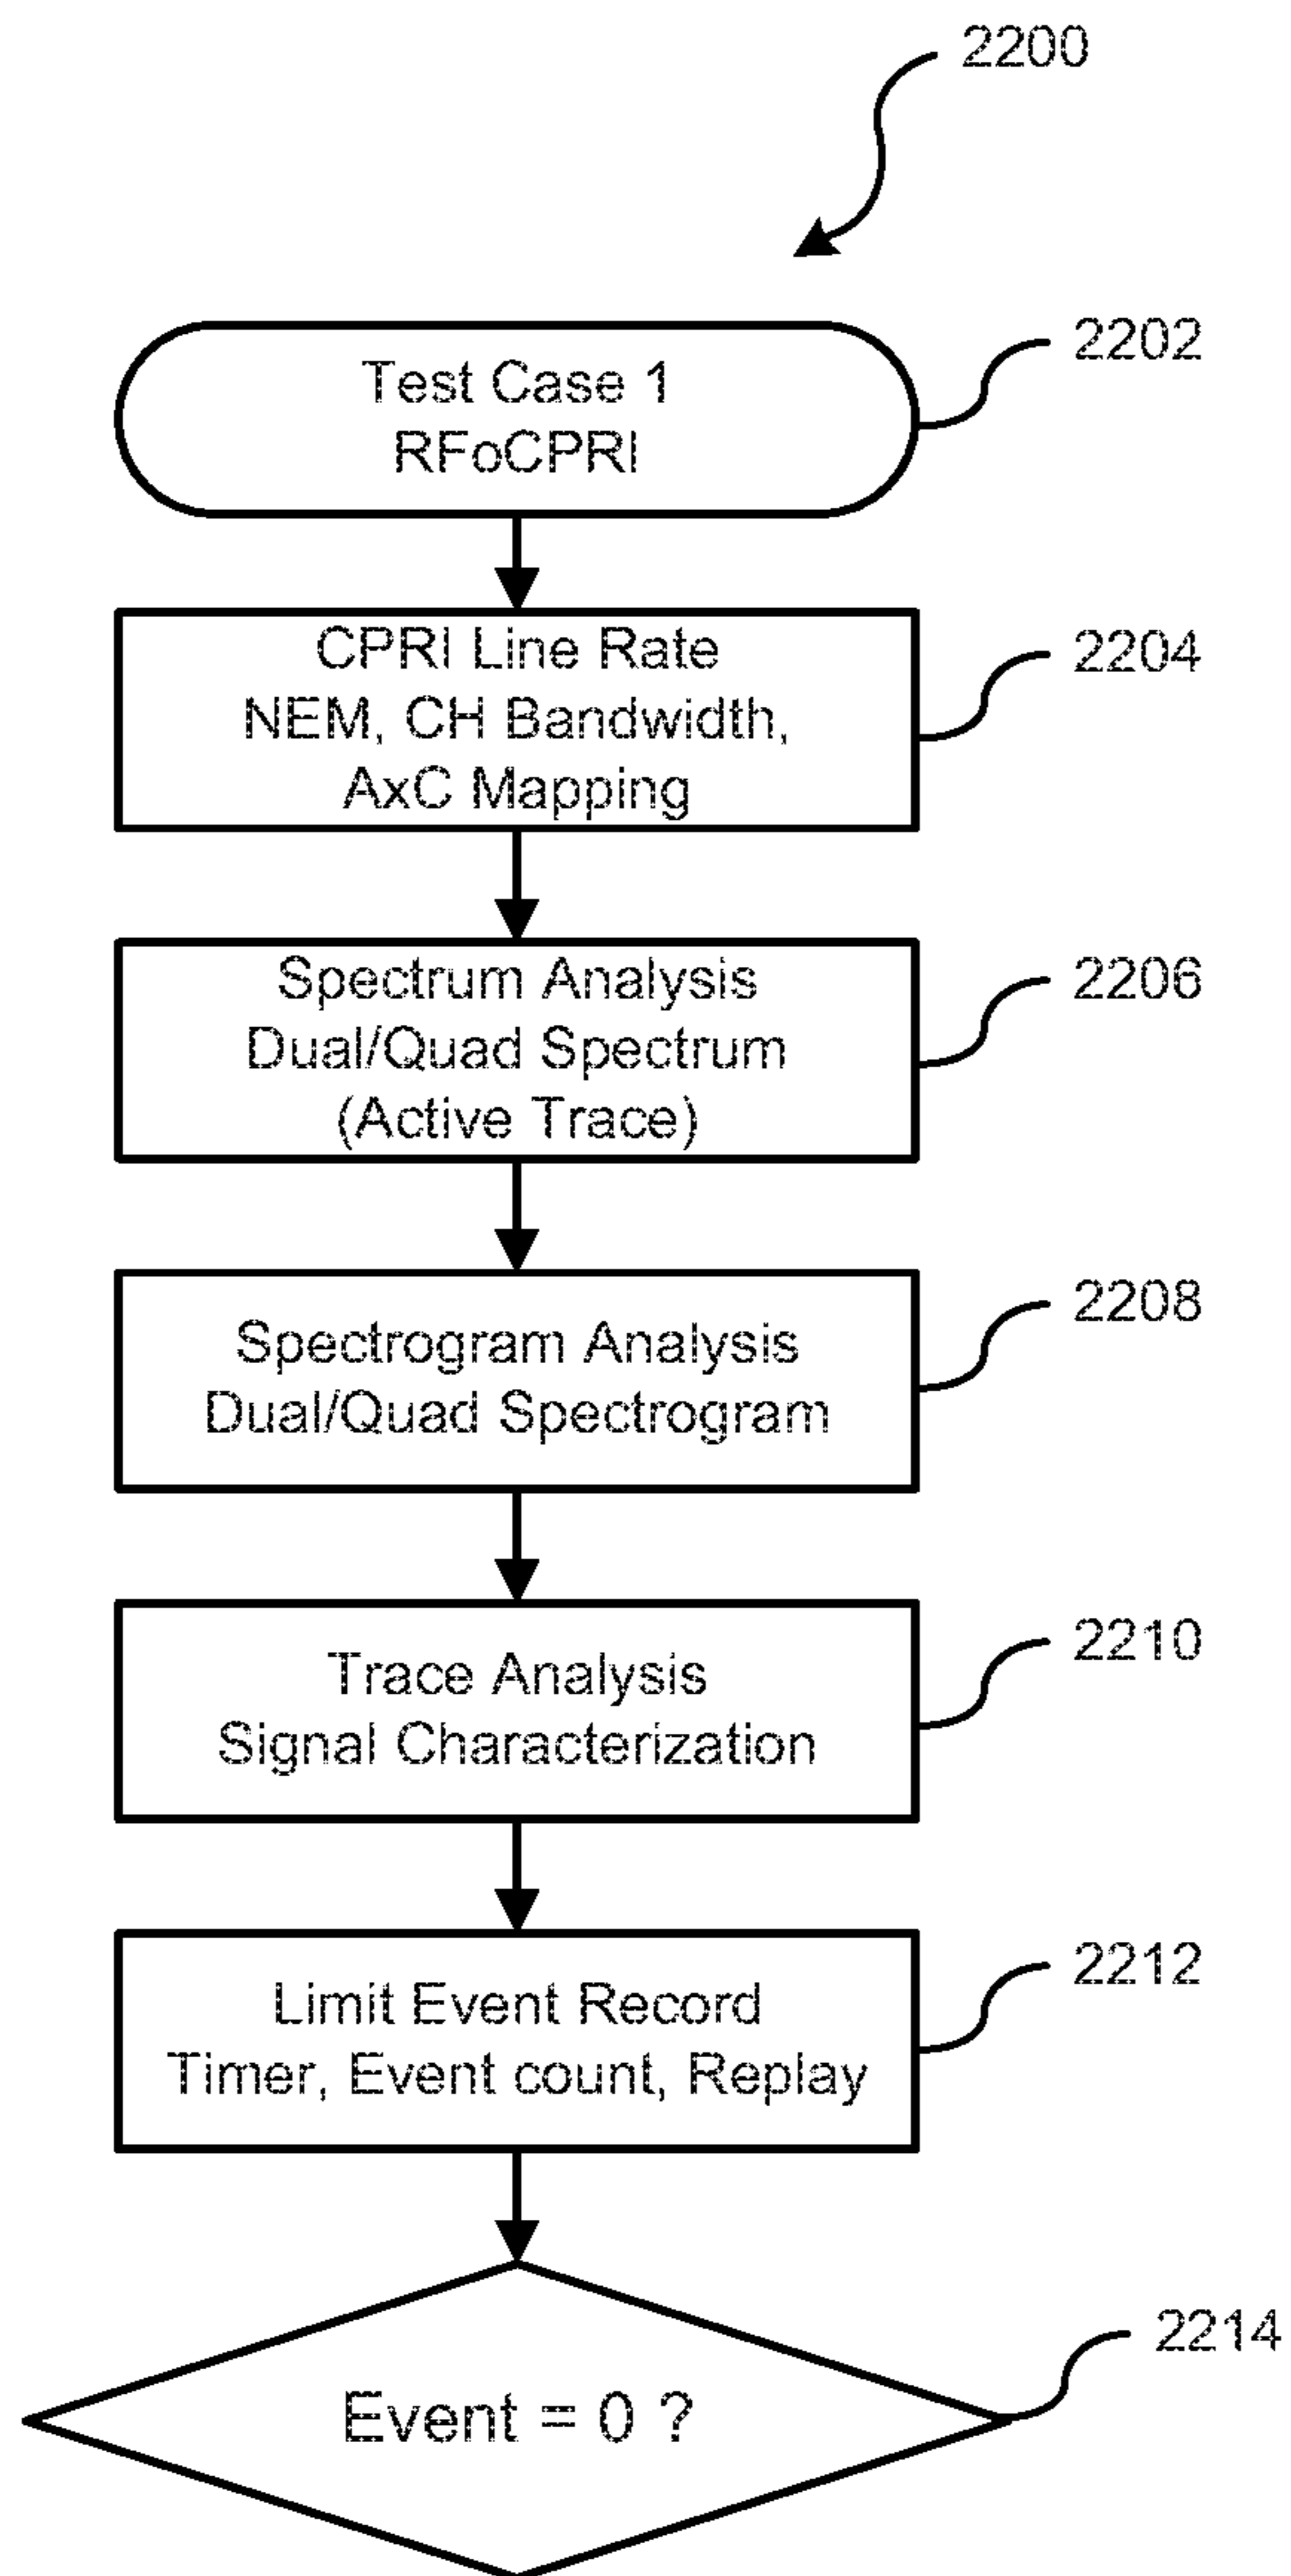 2200
Test Case 1
RFoCPRI
2202
CPRI Line Rate
NEM, CH Bandwidth,
AxC Mapping
2204
Spectrum Analysis
Dual/Quad Spectrum
(Active Trace)
2206
Spectrogram Analysis
Dual/Quad Spectrogram
2208
Trace Analysis
Signal Characterization
2210
Limit Event Record
Timer, Event count, Replay
2212
Event = 0 ?
2214